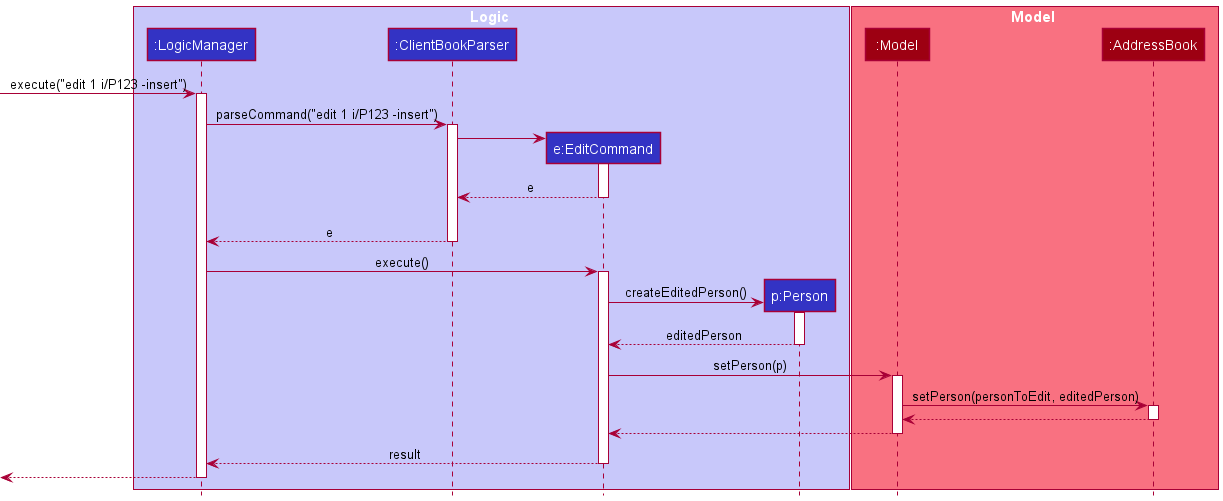 Logic
Model
:LogicManager
:ClientBookParser
:Model
:AddressBook
execute("edit 1 i/P123 -insert")
parseCommand("edit 1 i/P123 -insert")
e:EditCommand
e
e
execute()
createEditedPerson()
p:Person
editedPerson
setPerson(p)
setPerson(personToEdit, editedPerson)
result